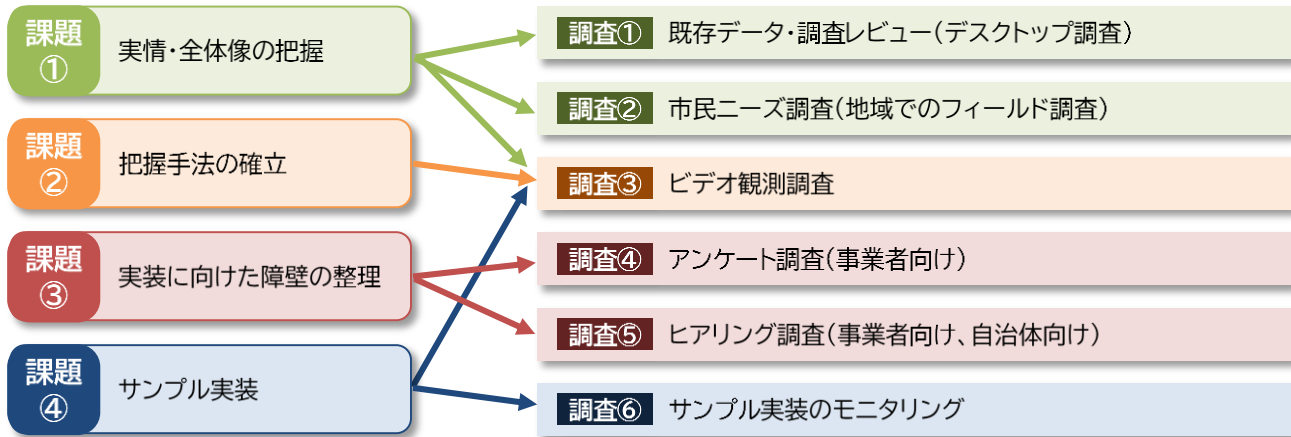 課題
①
実情・全体像の把握
課題
②
把握手法の確立
課題
③
実装に向けた障壁の整理
課題
④
サンプル実装
調査① 既存データ・調査レビュー(デスクトップ調査)
調査② 市民ニーズ調査(地域でのフィールド調査)
調査③ ビデオ観測調査
調査④ アンケート調査(事業者向け)
調査⑤ ヒアリング調査(事業者向け、自治体向け)
調査⑥ サンプル実装のモニタリング